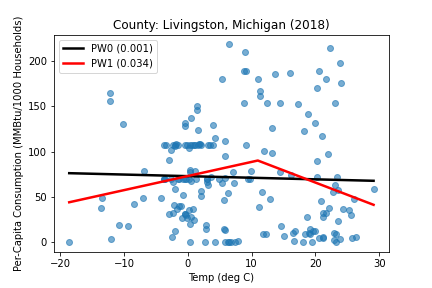 County: Livingston, Michigan (2018)
PW0 (0.001)
PW1 (0.034)
Per-Capita Consumption (MMBtu/1000 Households)
200
150
100
50
0
−20 −10 0 10 20 30
Temp (deg C)